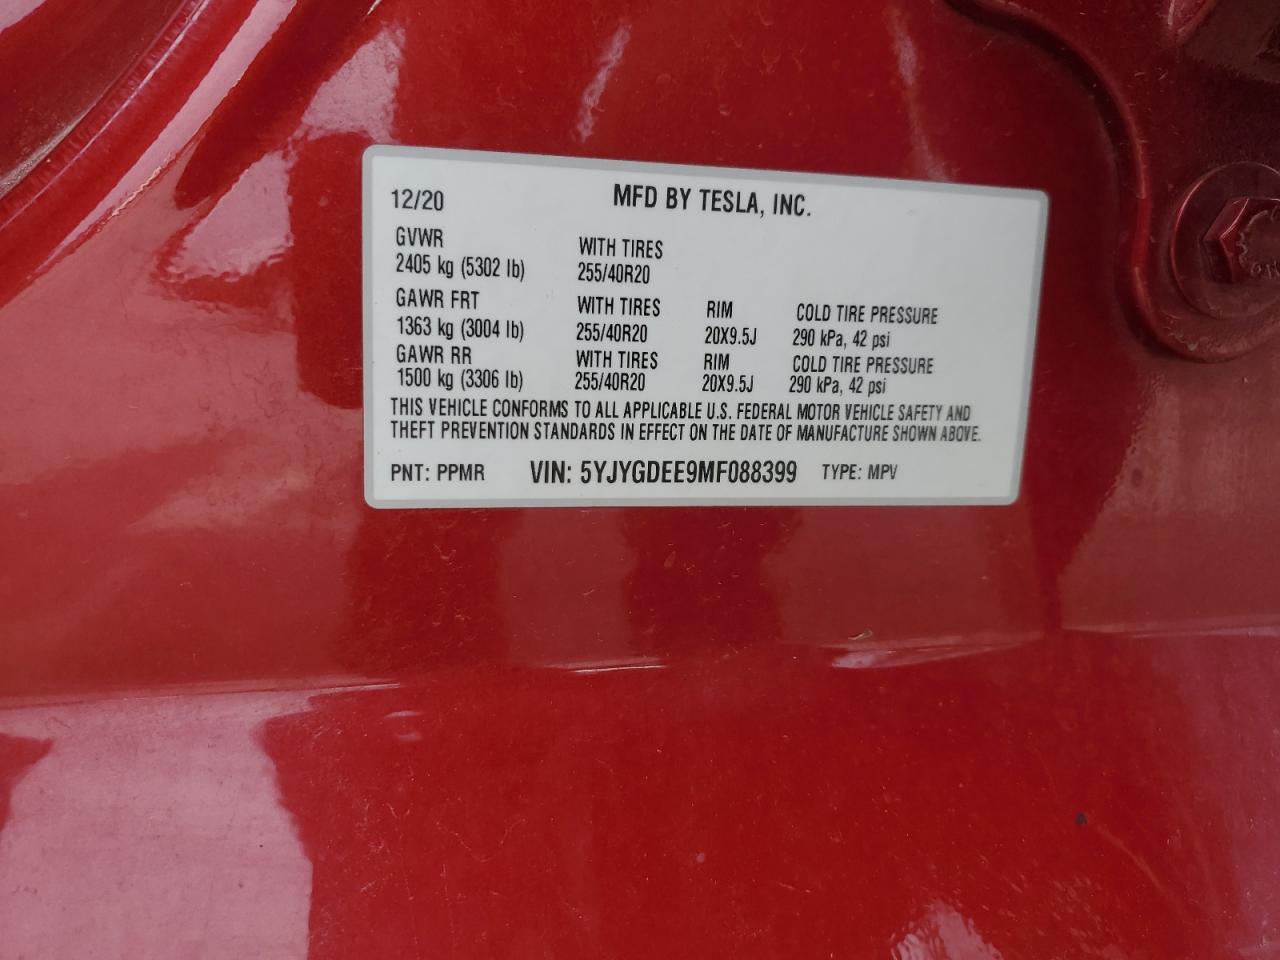 12/20 MFD BY TESLA, INC.
GVWR WITH TIRES
2405 kg (5302 lb) 255/40R20
GAWR FRT WITH TIRES RIM COLD TIRE PRESSURE
1363 kg (3004 lb) 255/40R20 20X9.5J 290 kPa, 42 psi
GAWR RR WITH TIRES RIM COLD TIRE PRESSURE
1500 kg (3306 lb) 255/40R20 20X9.5J 290 kPa, 42 psi
THIS VEHICLE CONFORMS TO ALL APPLICABLE U.S. FEDERAL MOTOR VEHICLE SAFETY AND
THEFT PREVENTION STANDARDS IN EFFECT ON THE DATE OF MANUFACTURE SHOWN ABOVE.
PNT: PPMR VIN: 5YJYGDEE9MF088399 TYPE: MPV